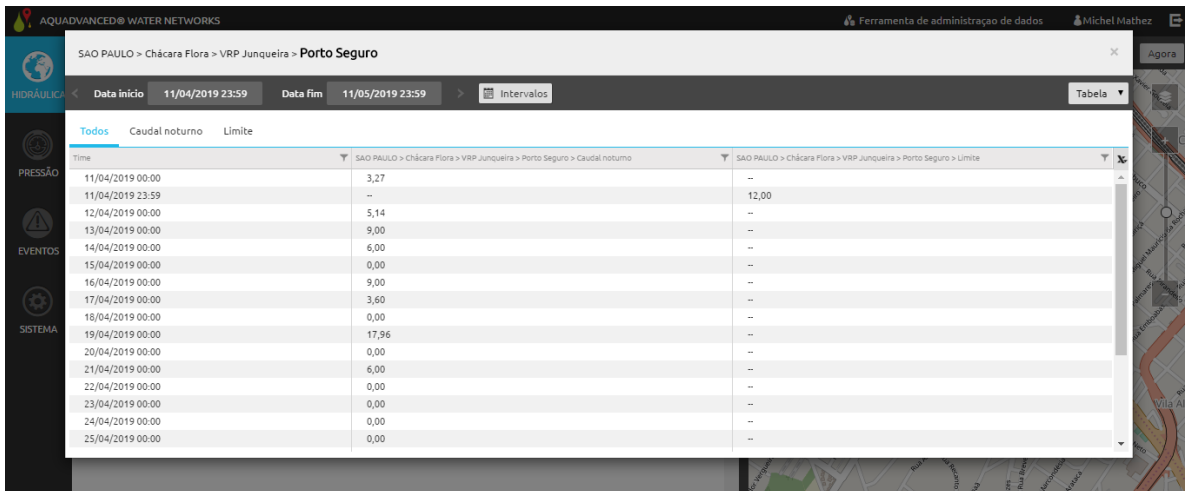 AQUADVANCED® WATER NETWORKS
Ferramenta de administraçao de dados
Michel Mathez
SAO PAULO > Chácara Flora > VRP Junqueira > Porto Seguro
×
Agora
HIDRÁULICA
< Data início 11/04/2019 23:59 Data fim 11/05/2019 23:59 > Intervalos
Tabela
Todos Caudal noturno Limite
Time SAO PAULO > Chácara Flora > VRP Junqueira > Porto Seguro > Caudal noturno SAO PAULO > Chácara Flora > VRP Junqueira > Porto Seguro > Limite
PRESSÃO
11/04/2019 00:00 3,27 --
11/04/2019 23:59 -- 12,00
12/04/2019 00:00 5,14 --
13/04/2019 00:00 9,00 --
EVENTOS
14/04/2019 00:00 6,00 --
15/04/2019 00:00 0,00 --
16/04/2019 00:00 9,00 --
17/04/2019 00:00 3,60 --
18/04/2019 00:00 0,00 --
SISTEMA
19/04/2019 00:00 17,96 --
20/04/2019 00:00 0,00 --
21/04/2019 00:00 6,00 --
22/04/2019 00:00 0,00 --
23/04/2019 00:00 0,00 --
Vila Al
24/04/2019 00:00 0,00 --
25/04/2019 00:00 0,00 --